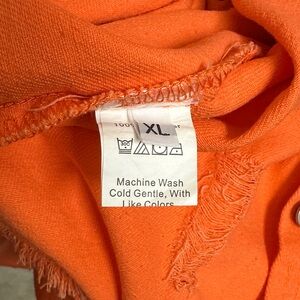 XL
Machine Wash
Cold Gentle, With
Like Colors